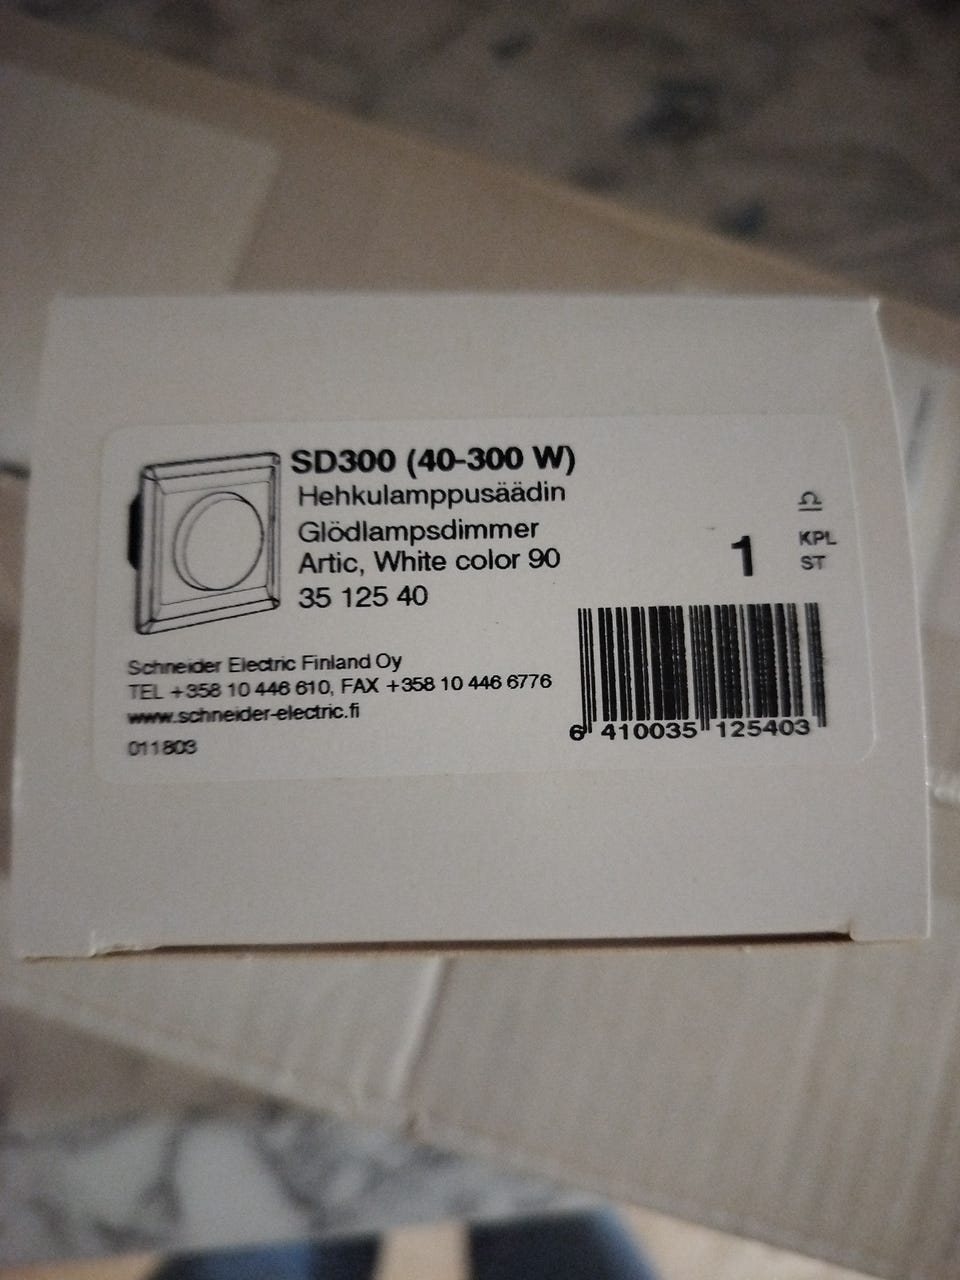 SD300 (40-300 W)
Hehkulamppusäädin
Glödlampsdimmer
Artic, White color 90
35 125 40
1
KPL
ST
Schneider Electric Finland Oy
TEL +358 10 446 610, FAX +358 10 446 6776
www.schneider-electric.fi
011803
6 410035 125403